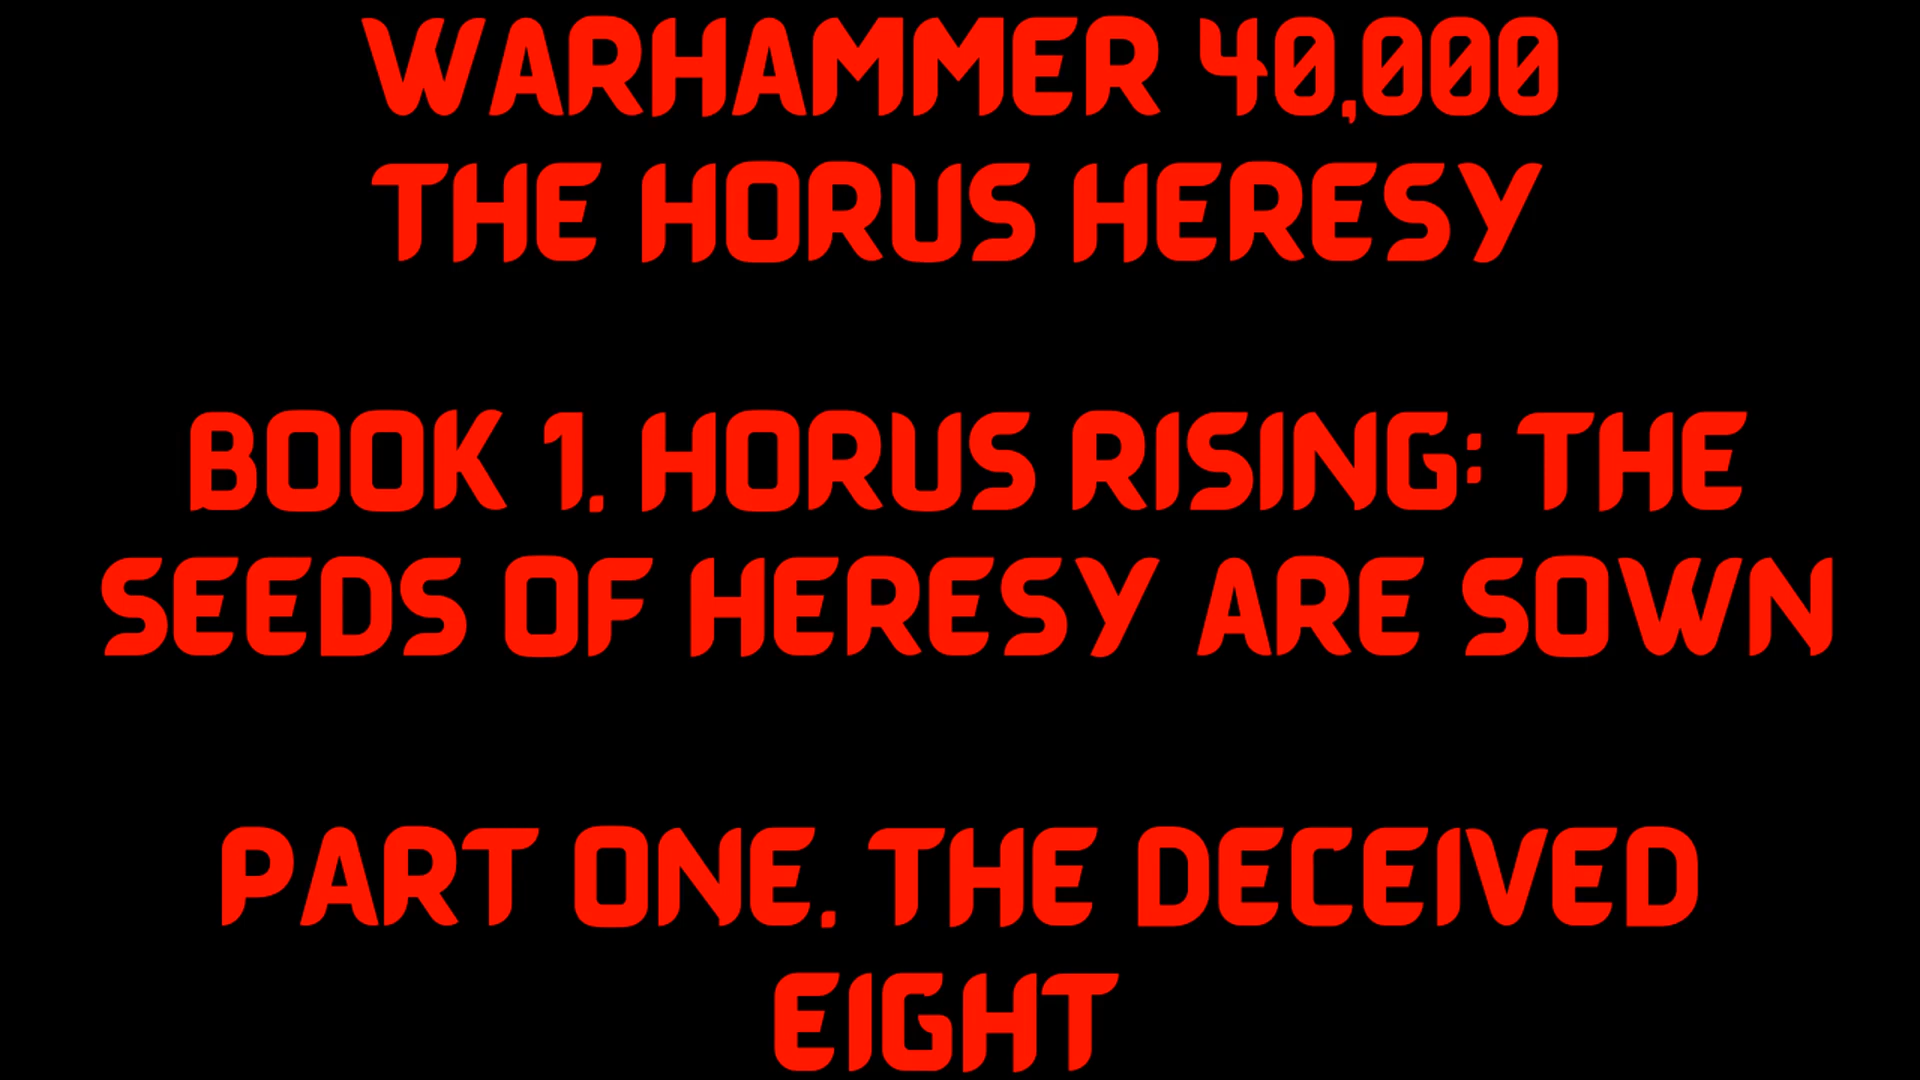 WARHAMMER 40,000
THE HORUS HERESY
BOOK 1. HORUS RISING: THE
SEEDS OF HERESY ARE SOWN
PART ONE. THE DECEIVED
EIGHT